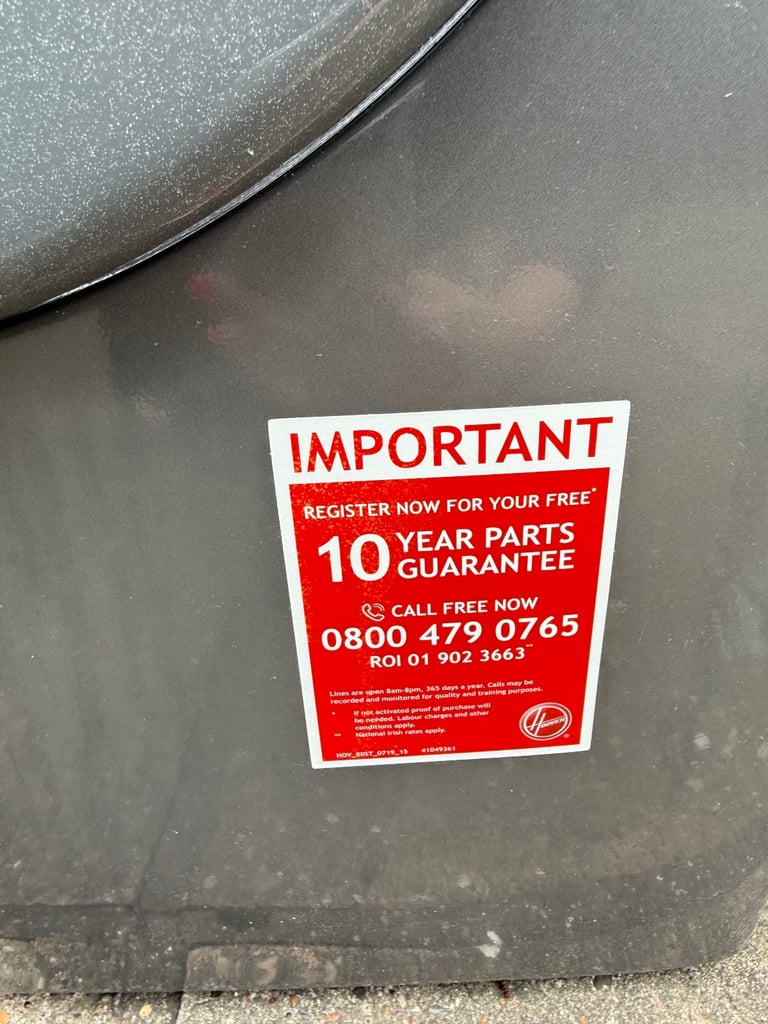 IMPORTANT
REGISTER NOW FOR YOUR FREE*
10 YEAR PARTS
GUARANTEE
CALL FREE NOW
0800 479 0765
ROI 01 902 3663**
Lines are open 8am-8pm, 365 days a year. Calls may be
recorded and monitored for quality and training purposes.
* If not activated proof of purchase will
be needed. Labour charges and other
conditions apply.
** National Irish rates apply.
HOOVER®
HOV_80ST_0719_15 41049361